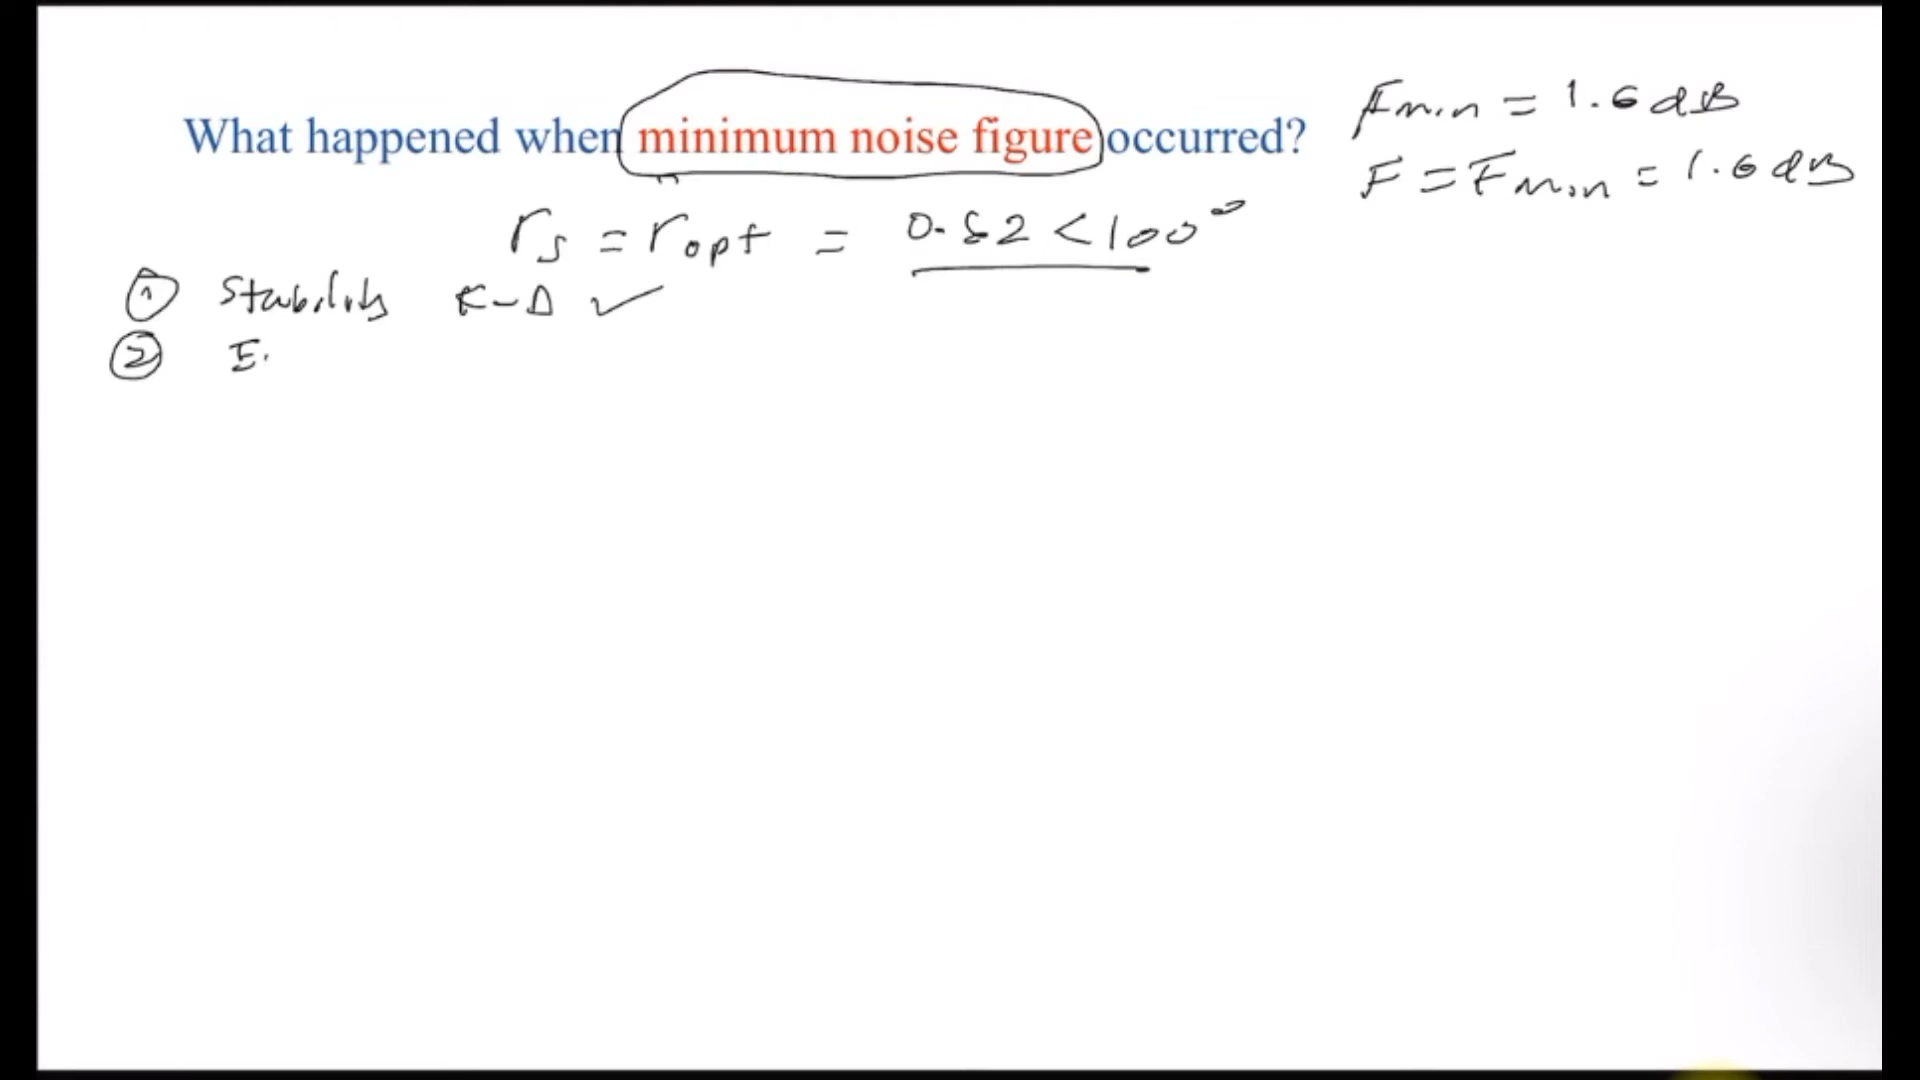 What happened when minimum noise figure occurred?
Fmin = 1.6 dB
F = Fmin = 1.6 dB
Γs = Γopt = 0.62 < 100°
① Stability K-Δ ✓
② I.